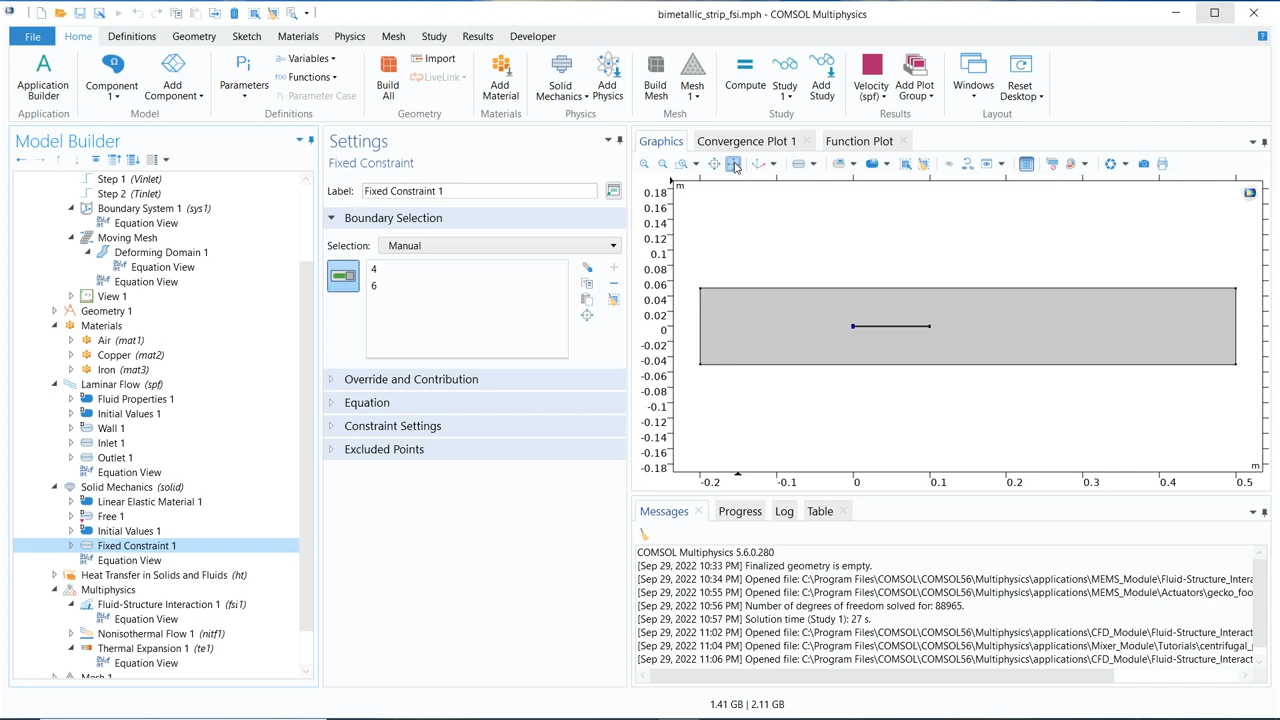 bimetallic_strip_fsi.mph - COMSOL Multiphysics
File Home Definitions Geometry Sketch Materials Physics Mesh Study Results Developer
Application Builder
Component 1
Add Component
Parameters
a= Variables
f(x) Functions
Parameter Case
Build All
Import
LiveLink
Add Material
Solid Mechanics
Add Physics
Build Mesh
Mesh 1
Compute
Study 1
Add Study
Velocity (spf)
Add Plot Group
Windows
Reset Desktop
Application Model Definitions Geometry Materials Physics Mesh Study Results Layout
Model Builder
Step 1 (Vinlet)
Step 2 (Vinlet)
Boundary System 1 (sys1)
Equation View
Moving Mesh
Deforming Domain 1
Equation View
Equation View
View 1
Geometry 1
Materials
Air (mat1)
Copper (mat2)
Iron (mat3)
Laminar Flow (spf)
Fluid Properties 1
Initial Values 1
Wall 1
Inlet 1
Outlet 1
Equation View
Solid Mechanics (solid)
Linear Elastic Material 1
Free 1
Initial Values 1
Fixed Constraint 1
Equation View
Heat Transfer in Solids and Fluids (ht)
Multiphysics
Fluid-Structure Interaction 1 (fsi1)
Equation View
Nonisothermal Flow 1 (nitf1)
Thermal Expansion 1 (te1)
Equation View
Settings
Fixed Constraint
Label: Fixed Constraint 1
Boundary Selection
Selection: Manual
4
6
Override and Contribution
Equation
Constraint Settings
Excluded Points
Graphics Convergence Plot 1 Function Plot
m
0.18
0.16
0.14
0.12
0.1
0.08
0.06
0.04
0.02
0
-0.02
-0.04
-0.06
-0.08
-0.1
-0.12
-0.14
-0.16
-0.18
m
-0.2 -0.1 0 0.1 0.2 0.3 0.4 0.5
Messages Progress Log Table
COMSOL Multiphysics 5.6.0.280
[Sep 29, 2022 10:33 PM] Finalized geometry is empty.
[Sep 29, 2022 10:34 PM] Opened file: C:\Program Files\COMSOL\COMSOL56\Multiphysics\applications\MEMS_Module\Fluid-Structure_Intera
[Sep 29, 2022 10:55 PM] Opened file: C:\Program Files\COMSOL\COMSOL56\Multiphysics\applications\MEMS_Module\Actuators\gecko_foo
[Sep 29, 2022 10:56 PM] Number of degrees of freedom solved for: 88965.
[Sep 29, 2022 10:57 PM] Solution time (Study 1): 27 s.
[Sep 29, 2022 11:02 PM] Opened file: C:\Program Files\COMSOL\COMSOL56\Multiphysics\applications\CFD_Module\Fluid-Structure_Interact
[Sep 29, 2022 11:04 PM] Opened file: C:\Program Files\COMSOL\COMSOL56\Multiphysics\applications\Mixer_Module\Tutorials\centrifugal_
[Sep 29, 2022 11:06 PM] Opened file: C:\Program Files\COMSOL\COMSOL56\Multiphysics\applications\CFD_Module\Fluid-Structure_Interact
1.41 GB | 2.11 GB